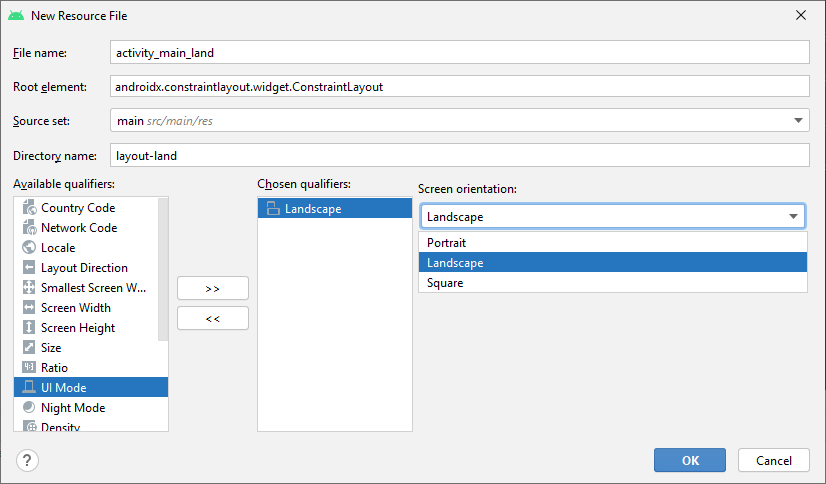 New Resource File
File name: activity_main_land
Root element: androidx.constraintlayout.widget.ConstraintLayout
Source set: main src/main/res
Directory name: layout-land
Available qualifiers:
Country Code
Network Code
Locale
Layout Direction
Smallest Screen W...
Screen Width
Screen Height
Size
4:3 Ratio
UI Mode
Night Mode
Density
>>
<<
Chosen qualifiers:
Landscape
Screen orientation:
Landscape
Portrait
Landscape
Square
?
OK
Cancel